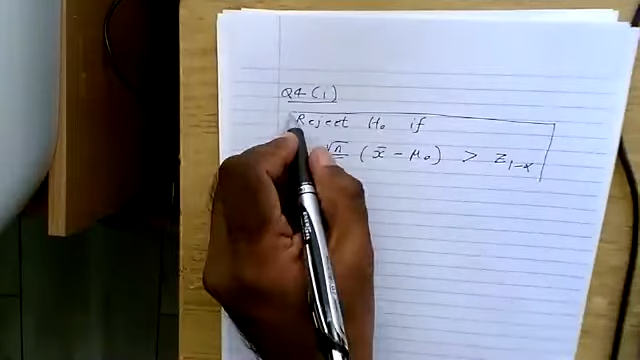 Q4 (i)
Reject H₀ if
√n (x̄ - μ₀) > z₁₋α